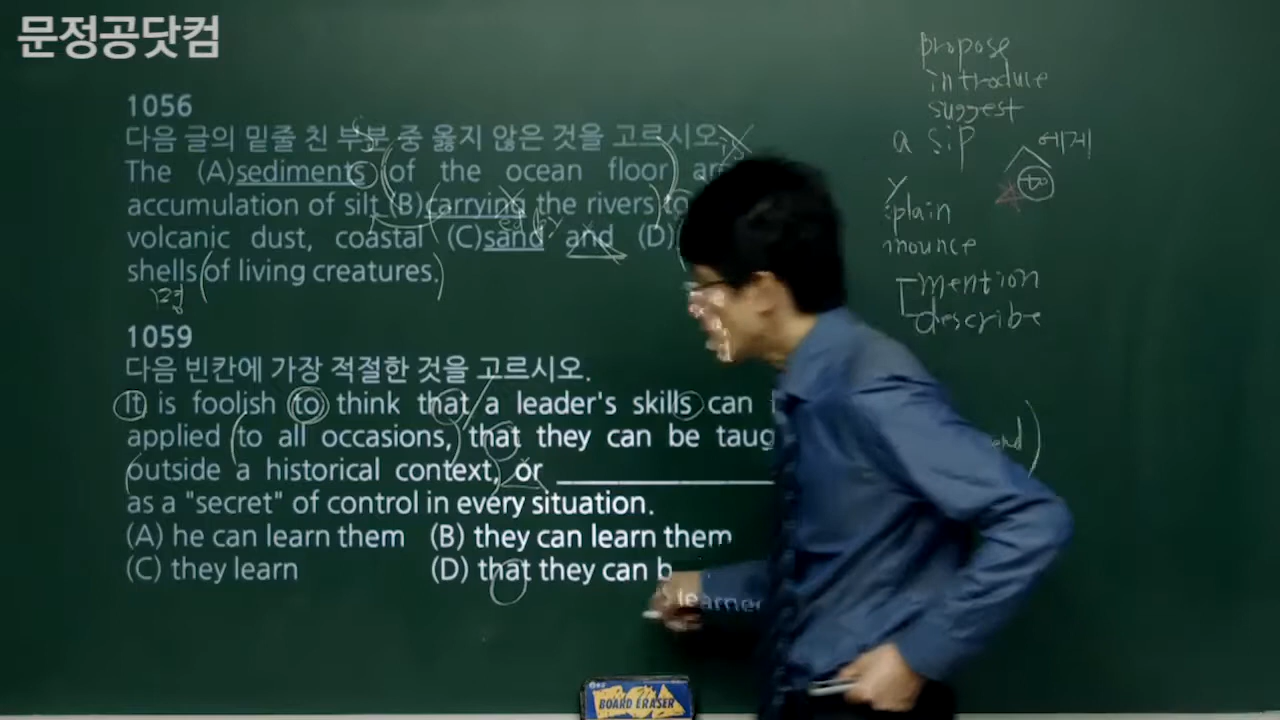 문정공닷컴
1056
다음 글의 밑줄 친 부분 중 옳지 않은 것을 고르시오.
The (A)sediments of the ocean floor are
accumulation of silt (B)carrying the rivers
volcanic dust, coastal (C)sand and (D)
shells of living creatures.
ed by
1059
다음 빈칸에 가장 적절한 것을 고르시오.
It is foolish to think that a leader's skills can
applied to all occasions, that they can be taug
outside a historical context, or
as a "secret" of control in every situation.
(A) he can learn them (B) they can learn them
(C) they learn (D) that they can b
learned
propose
introduce
suggest
a sip
에게
to
plain
mention
describe
BOARD ERASER